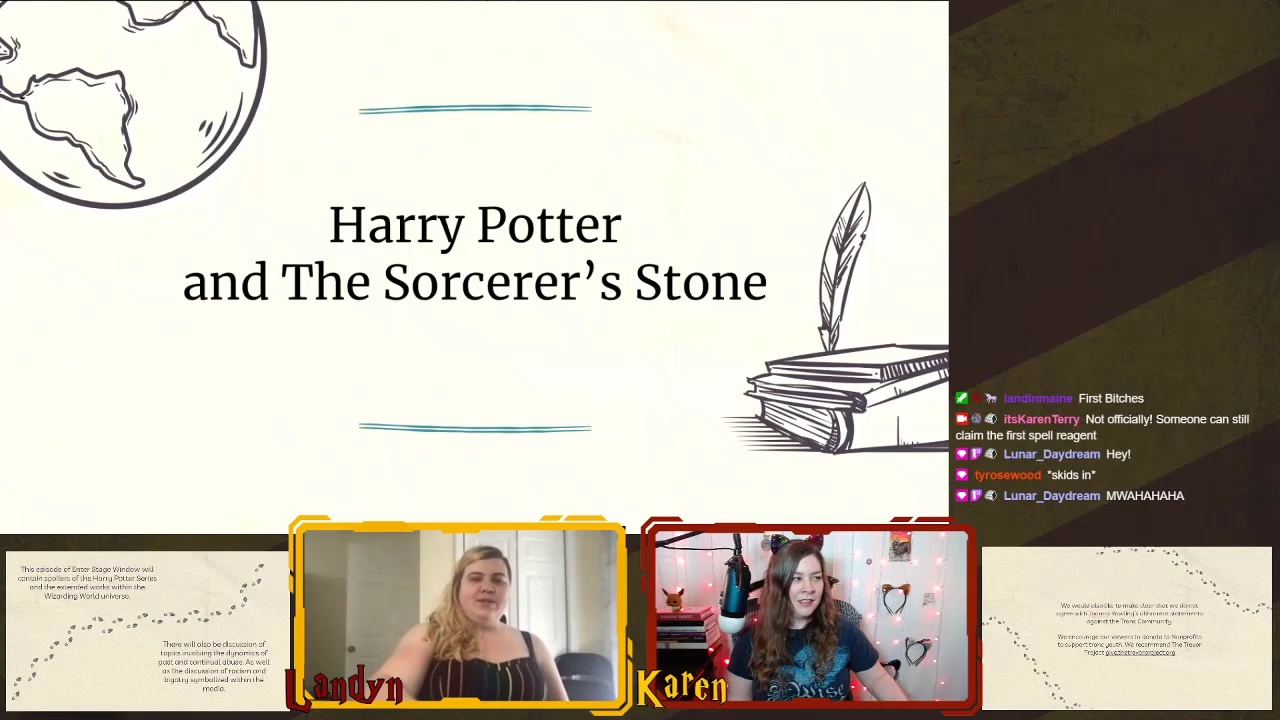 Harry Potter
and The Sorcerer’s Stone
landinmaine First Bitches
itsKarenTerry Not officially! Someone can still
claim the first spell reagent
Lunar_Daydream Hey!
tyrosewood *skids in*
Lunar_Daydream MWAHAHAHA
This episode of Enter Stage Window will
contain spoilers of the Harry Potter Series
and the extended works within the
Wizarding World universe.
There will also be discussion of
topics involving the dynamics of
past and continual abuse. As well
as the discussion of racism and
bigotry symbolized within the
media.
Landyn
Karen
Wise
We would also like to make clear that we do not
agree with Joanne Rowling's abhorrent statements
against the Trans Community.
We encourage our viewers to donate to Nonprofits
to support trans youth. We recommend The Trevor
Project